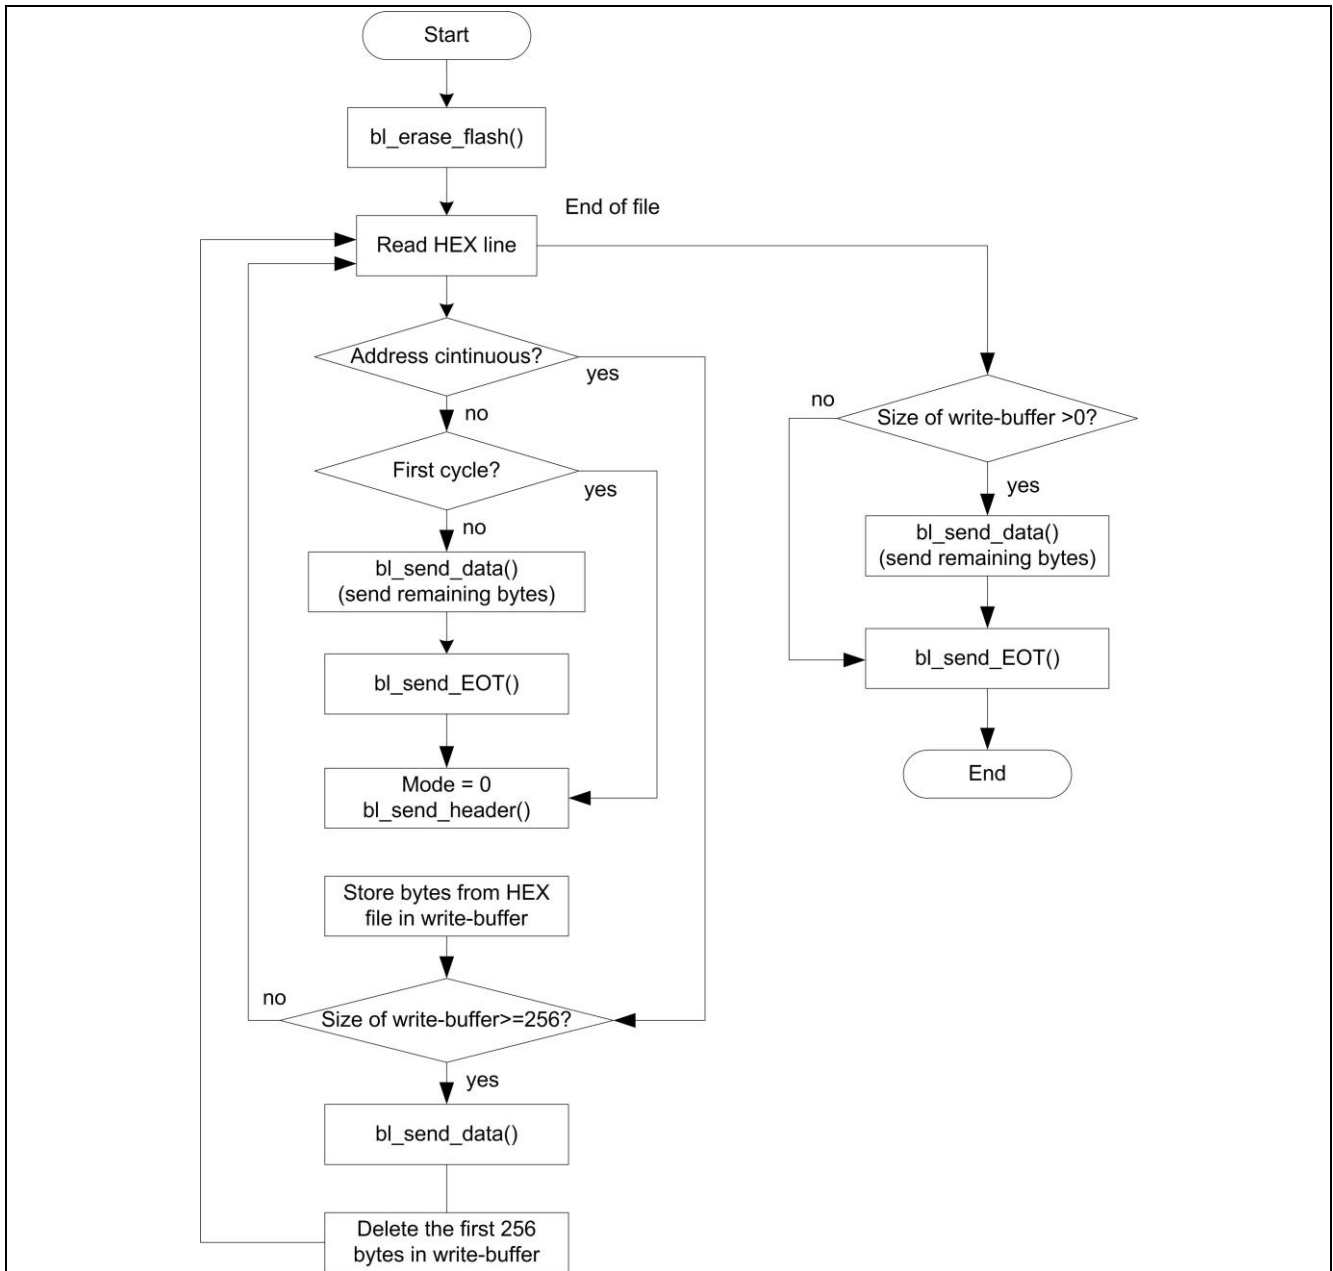 Start
bl_erase_flash()
End of file
Read HEX line
Address cintinuous?
yes
no
First cycle?
yes
no
bl_send_data()
(send remaining bytes)
bl_send_EOT()
Mode = 0
bl_send_header()
Store bytes from HEX
file in write-buffer
no
Size of write-buffer>=256?
yes
bl_send_data()
Delete the first 256
bytes in write-buffer
no
Size of write-buffer >0?
yes
bl_send_data()
(send remaining bytes)
bl_send_EOT()
End